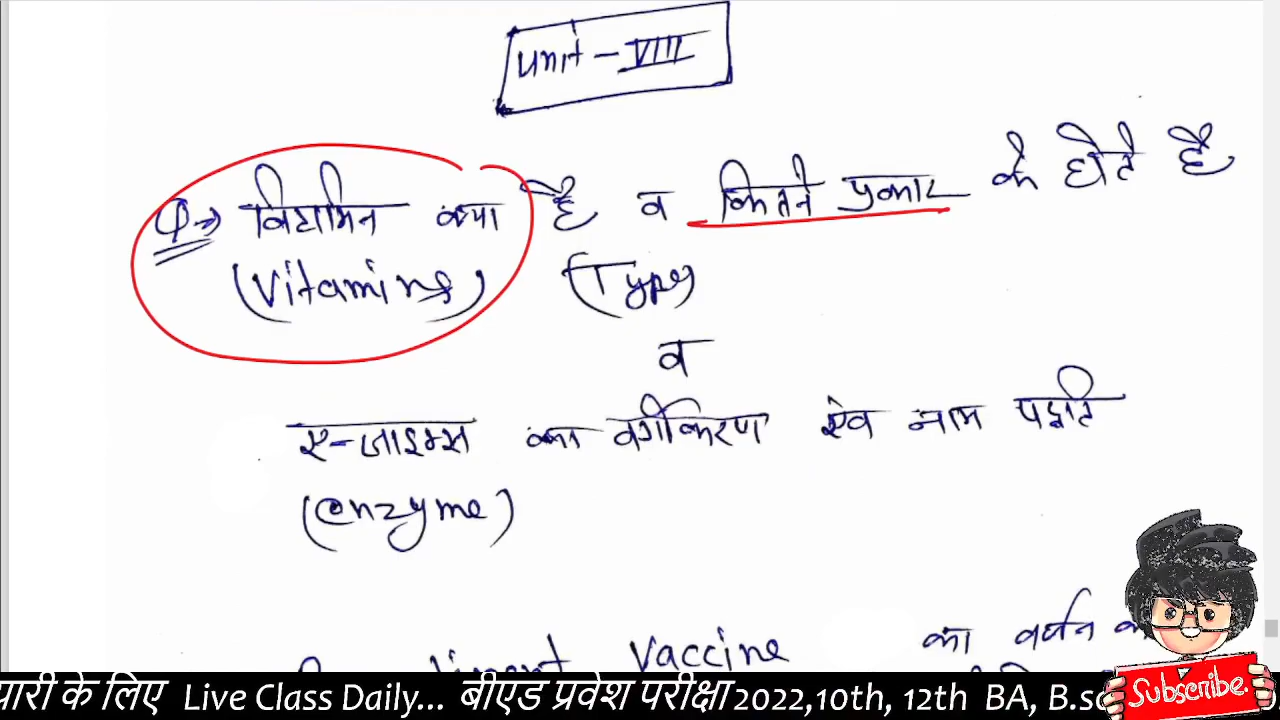 Unit - VIII
Q → विटामिन क्या है व कितने प्रकार के होते है
(Vitamins) (Type)
व
एन्जाइम्स का वर्गीकरण एंव नाम पद्धति
(enzyme)
Vaccine का वर्णन
यारी के लिए Live Class Daily... बीएड प्रवेश परीक्षा 2022,10th, 12th BA, B.sc
Subscribe.